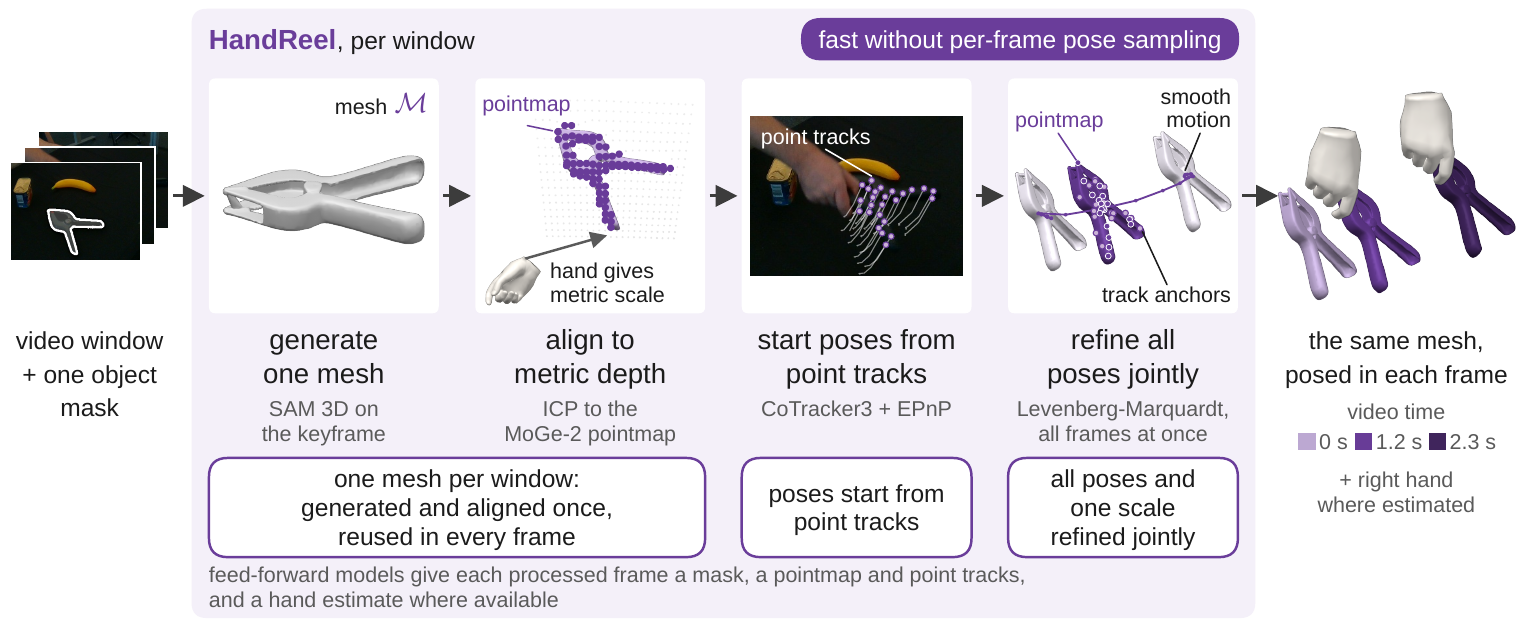 HandReel, per window
fast without per-frame pose sampling
mesh ℳ
pointmap
hand gives
metric scale
point tracks
smooth
motion
pointmap
track anchors
video window
+ one object
mask
generate
one mesh
SAM 3D on
the keyframe
align to
metric depth
ICP to the
MoGe-2 pointmap
start poses from
point tracks
CoTracker3 + EPnP
refine all
poses jointly
Levenberg-Marquardt,
all frames at once
the same mesh,
posed in each frame
video time
0 s 1.2 s 2.3 s
+ right hand
where estimated
one mesh per window:
generated and aligned once,
reused in every frame
poses start from
point tracks
all poses and
one scale
refined jointly
feed-forward models give each processed frame a mask, a pointmap and point tracks,
and a hand estimate where available